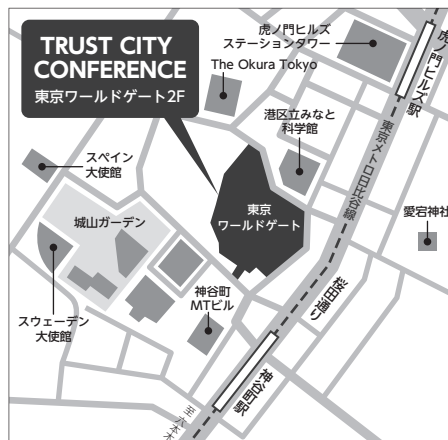 TRUST CITY
CONFERENCE
東京ワールドゲート2F
虎ノ門ヒルズ
ステーションタワー
虎ノ門ヒルズ駅
The Okura Tokyo
港区立みなと
科学館
東京メトロ日比谷線
スペイン
大使館
城山ガーデン
東京
ワールドゲート
愛宕神社
桜田通り
神谷町
MTビル
スウェーデン
大使館
神谷町駅
至六本木